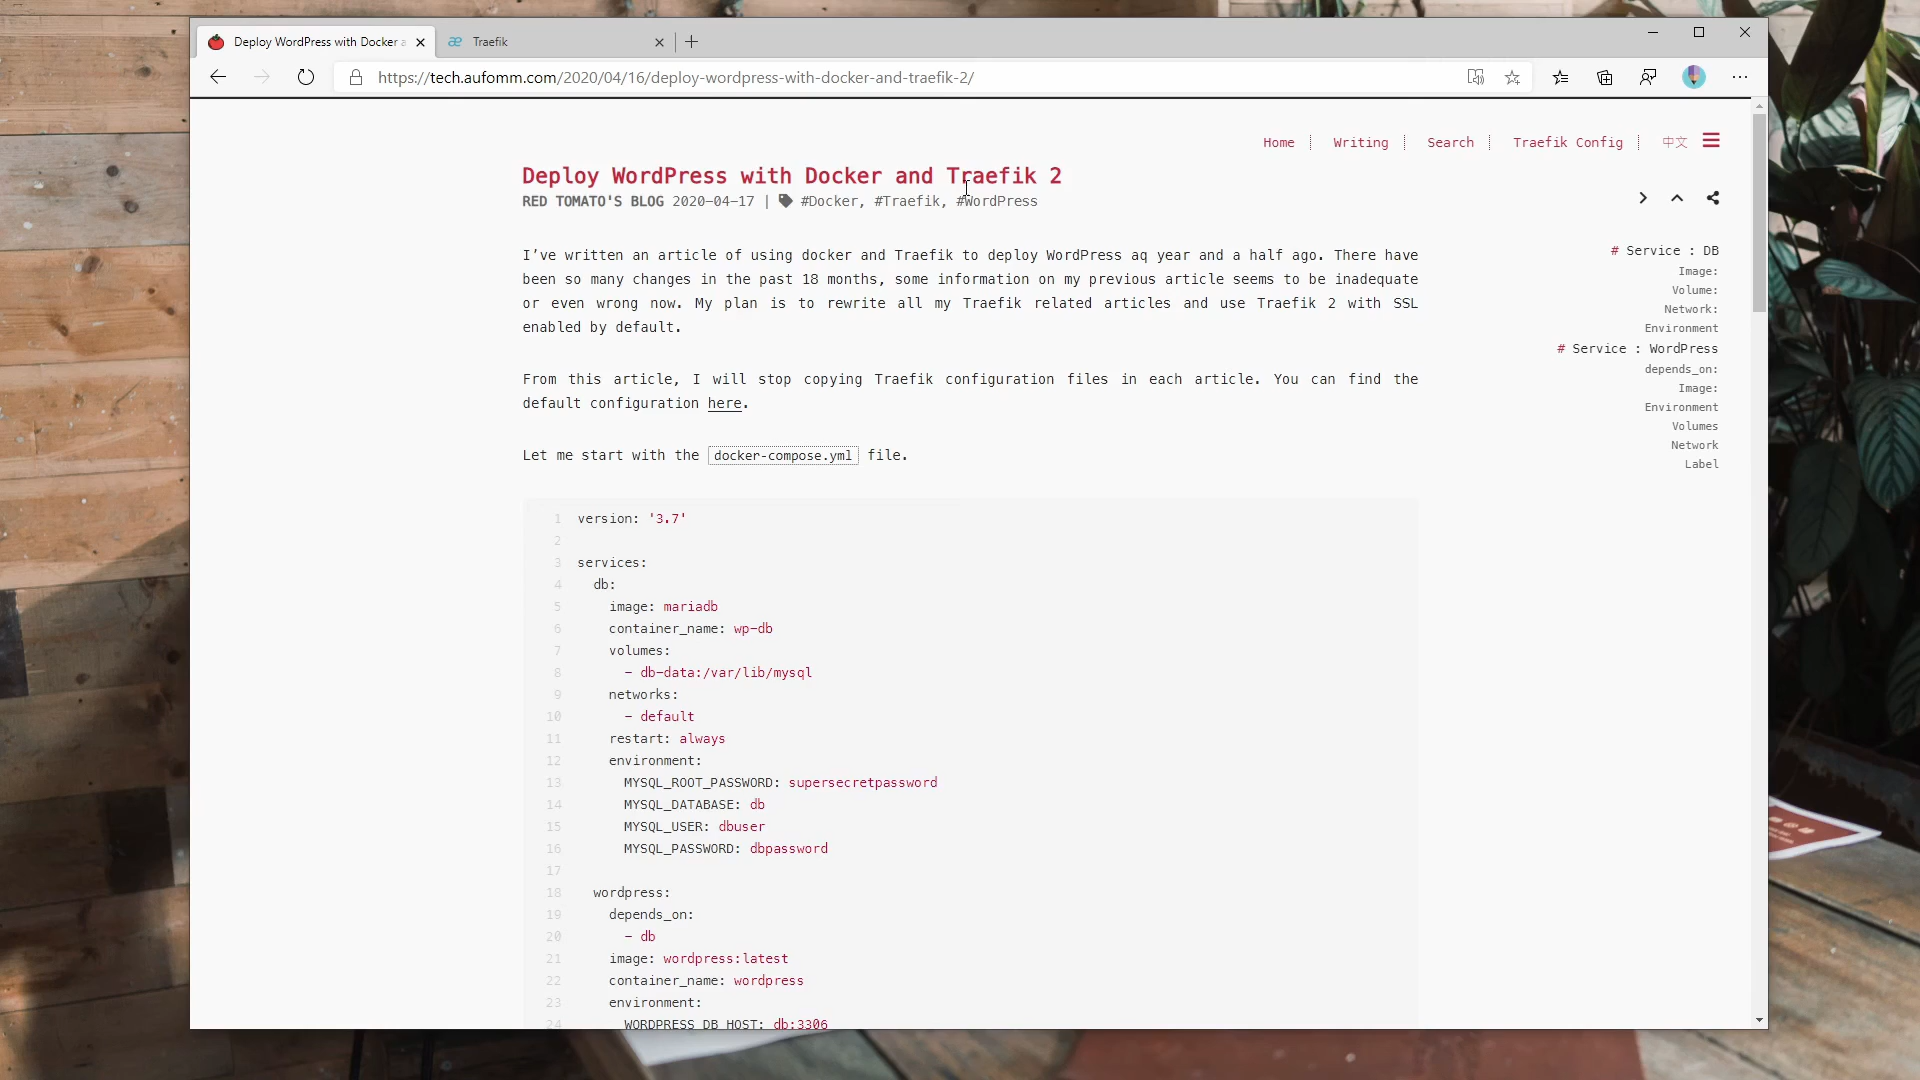 Deploy WordPress with Docker a
Traefik
https://tech.aufomm.com/2020/04/16/deploy-wordpress-with-docker-and-traefik-2/
Home
Writing
Search
Traefik Config
中文
Deploy WordPress with Docker and Traefik 2
RED TOMATO'S BLOG 2020-04-17 | #Docker, #Traefik, #WordPress
I’ve written an article of using docker and Traefik to deploy WordPress aq year and a half ago. There have
been so many changes in the past 18 months, some information on my previous article seems to be inadequate
or even wrong now. My plan is to rewrite all my Traefik related articles and use Traefik 2 with SSL
enabled by default.
From this article, I will stop copying Traefik configuration files in each article. You can find the
default configuration here.
Let me start with the docker-compose.yml file.
1 version: '3.7'
2
3 services:
4 db:
5 image: mariadb
6 container_name: wp-db
7 volumes:
8 - db-data:/var/lib/mysql
9 networks:
10 - default
11 restart: always
12 environment:
13 MYSQL_ROOT_PASSWORD: supersecretpassword
14 MYSQL_DATABASE: db
15 MYSQL_USER: dbuser
16 MYSQL_PASSWORD: dbpassword
17
18 wordpress:
19 depends_on:
20 - db
21 image: wordpress:latest
22 container_name: wordpress
23 environment:
24 WORDPRESS_DB_HOST: db:3306
# Service : DB
Image:
Volume:
Network:
Environment
# Service : WordPress
depends_on:
Image:
Environment
Volumes
Network
Label